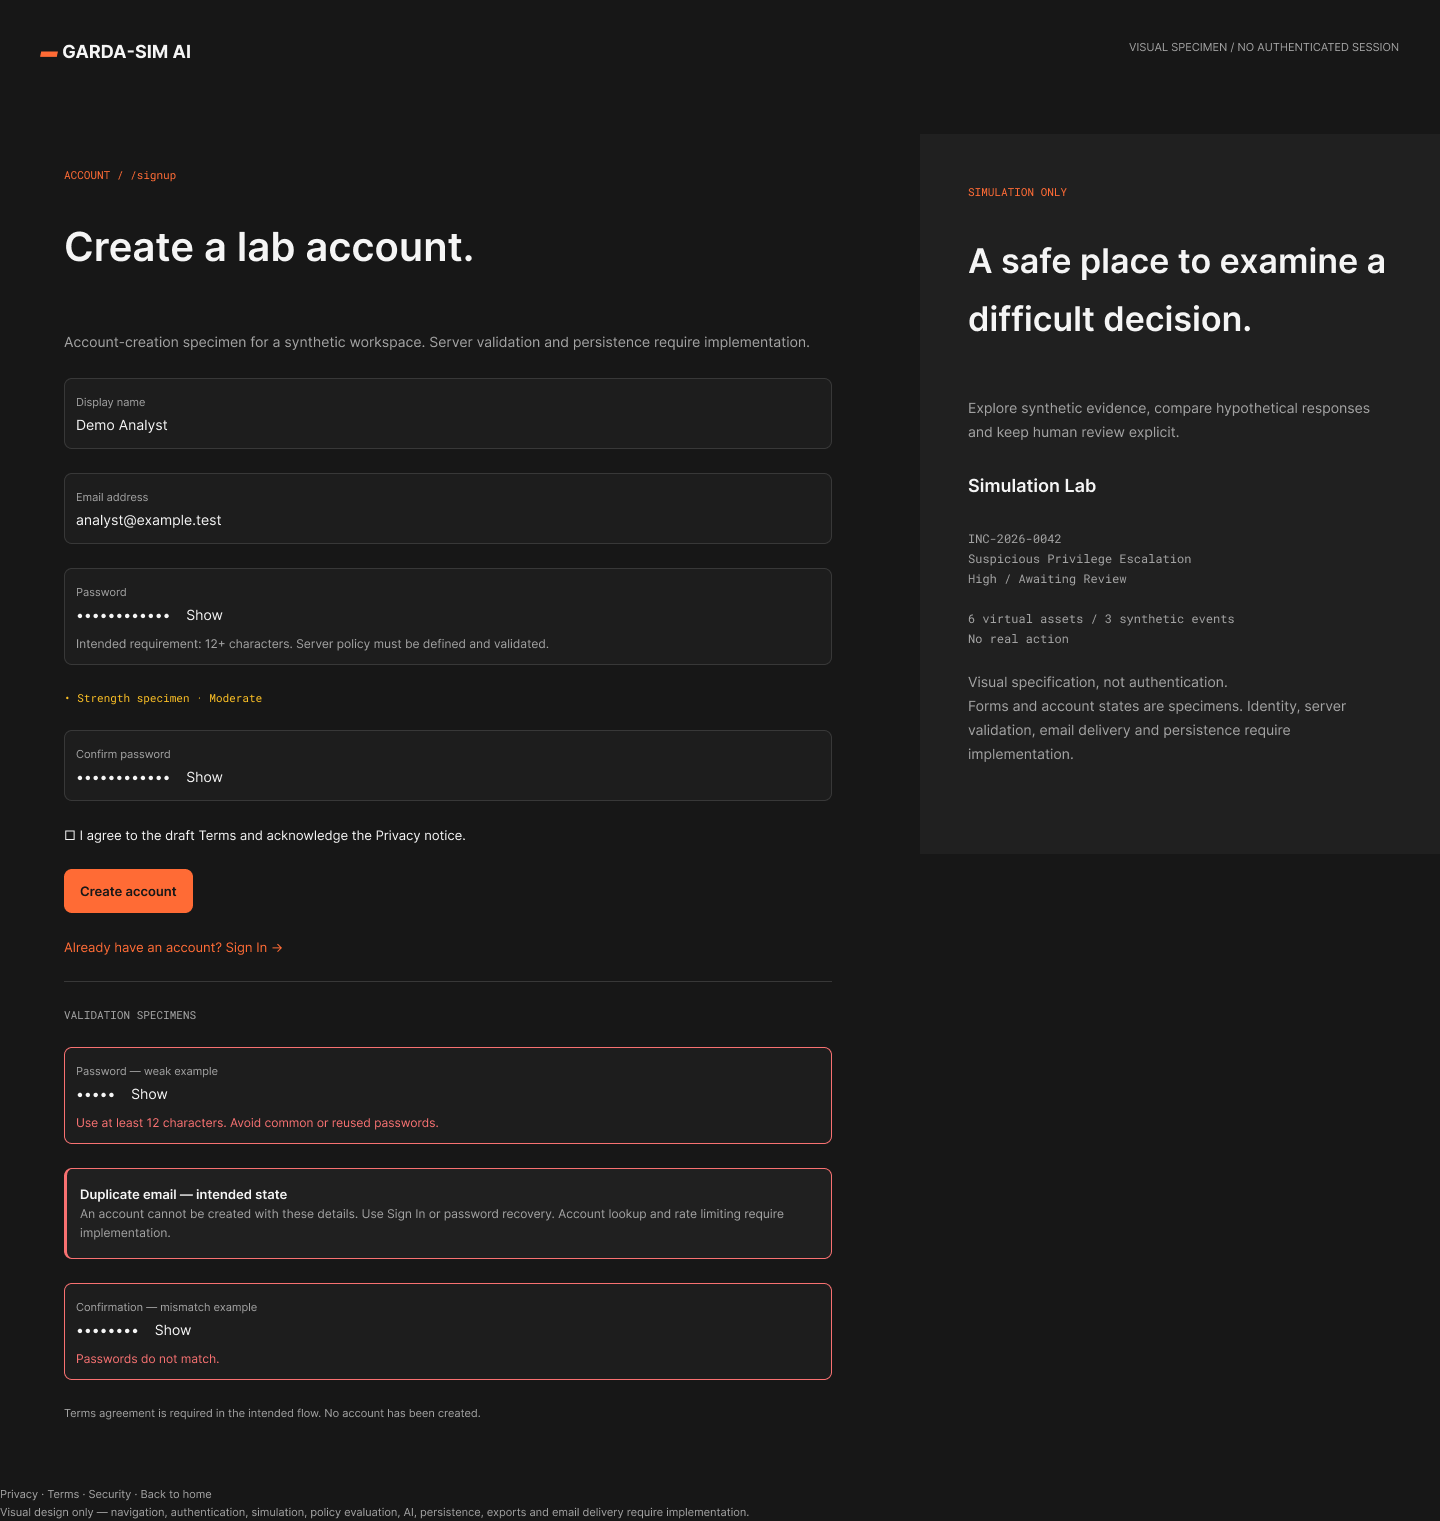 GARDA-SIM AI
VISUAL SPECIMEN / NO AUTHENTICATED SESSION
ACCOUNT / /signup
Create a lab account.
Account-creation specimen for a synthetic workspace. Server validation and persistence require implementation.
Display name
Demo Analyst
Email address
analyst@example.test
Password
•••••••••••• Show
Intended requirement: 12+ characters. Server policy must be defined and validated.
• Strength specimen · Moderate
Confirm password
•••••••••••• Show
☐ I agree to the draft Terms and acknowledge the Privacy notice.
Create account
Already have an account? Sign In →
VALIDATION SPECIMENS
Password — weak example
••••• Show
Use at least 12 characters. Avoid common or reused passwords.
Duplicate email — intended state
An account cannot be created with these details. Use Sign In or password recovery. Account lookup and rate limiting require
implementation.
Confirmation — mismatch example
•••••••• Show
Passwords do not match.
Terms agreement is required in the intended flow. No account has been created.
SIMULATION ONLY
A safe place to examine a
difficult decision.
Explore synthetic evidence, compare hypothetical responses
and keep human review explicit.
Simulation Lab
INC-2026-0042
Suspicious Privilege Escalation
High / Awaiting Review
6 virtual assets / 3 synthetic events
No real action
Visual specification, not authentication.
Forms and account states are specimens. Identity, server
validation, email delivery and persistence require
implementation.
Privacy · Terms · Security · Back to home
Visual design only — navigation, authentication, simulation, policy evaluation, AI, persistence, exports and email delivery require implementation.